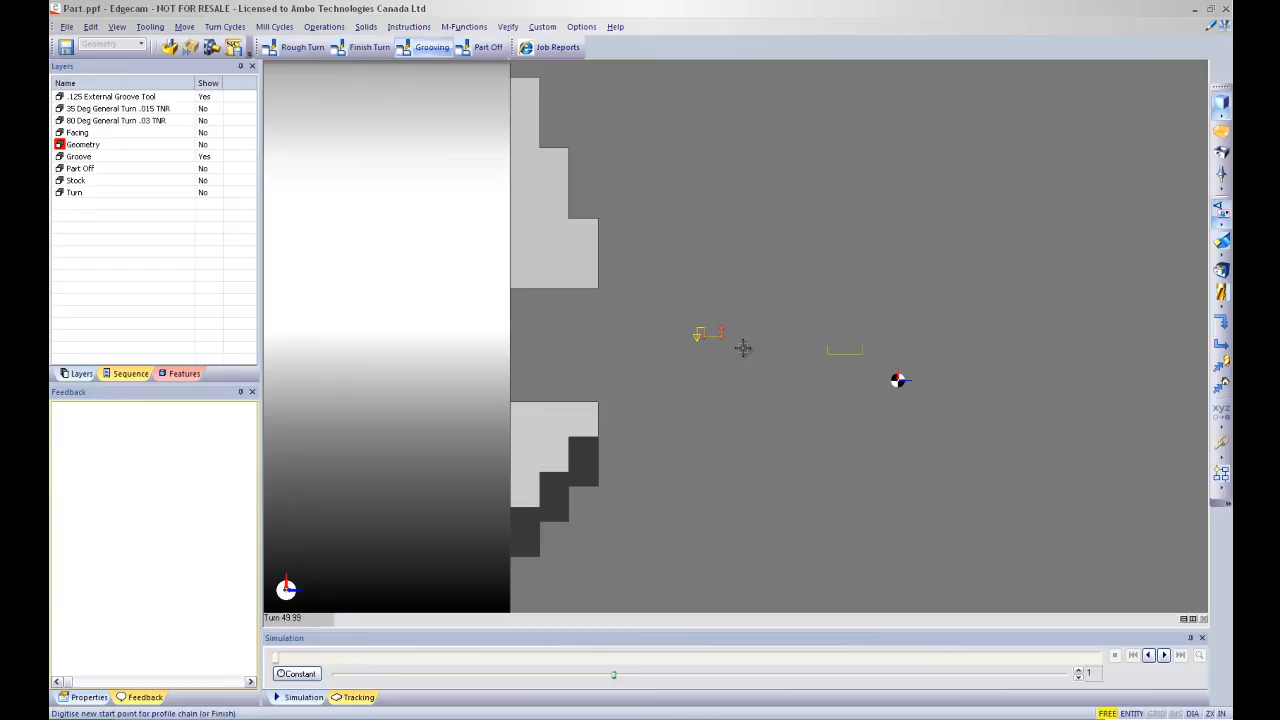 Part.ppf - Edgecam - NOT FOR RESALE - Licensed to Ambo Technologies Canada Ltd
File Edit View Tooling Move Turn Cycles Mill Cycles Operations Solids Instructions M-Functions Verify Custom Options Help
Geometry Rough Turn Finish Turn Grooving Part Off Job Reports
Layers
Name Show
.125 External Groove Tool Yes
35 Deg General Turn .015 TNR No
80 Deg General Turn .03 TNR No
Facing No
Geometry No
Groove Yes
Part Off No
Stock No
Turn No
xyz
Layers Sequence Features
Feedback
Turn 49.99
Simulation
Constant 1
Properties Feedback Simulation Tracking
Digitise new start point for profile chain (or Finish) FREE ENTITY GRID INS DIA ZX IN